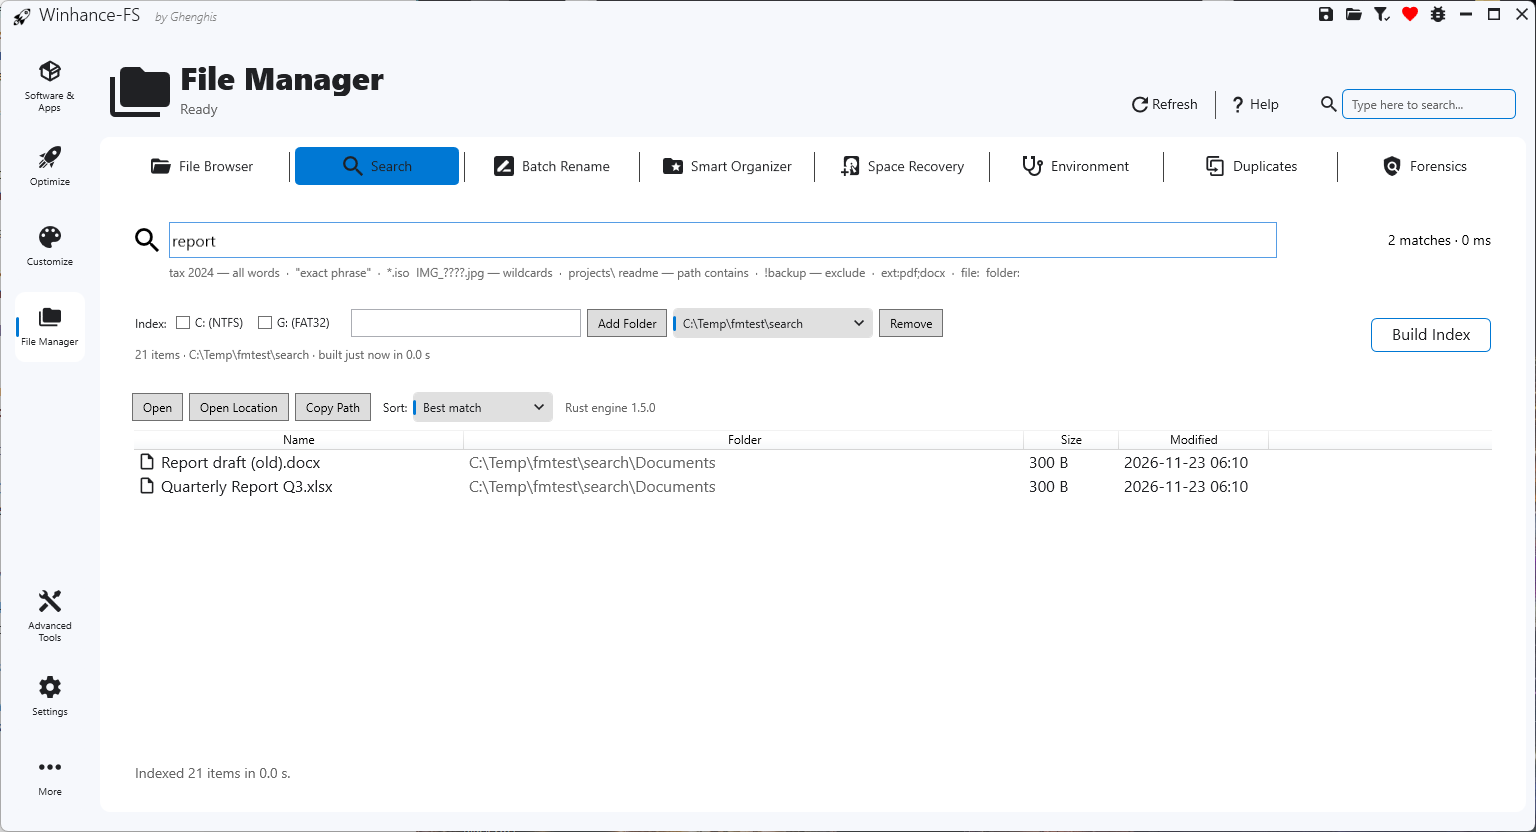 Winhance-FS by Ghenghis
Software & Apps
Optimize
Customize
File Manager
Advanced Tools
Settings
More
File Manager
Ready
Refresh
Help
Type here to search...
File Browser
Search
Batch Rename
Smart Organizer
Space Recovery
Environment
Duplicates
Forensics
report
2 matches · 0 ms
tax 2024 — all words · "exact phrase" · *.iso IMG_????.jpg — wildcards · projects\ readme — path contains · !backup — exclude · ext:pdf;docx · file: folder:
Index: C: (NTFS) G: (FAT32) Add Folder C:\Temp\fmtest\search Remove
Build Index
21 items · C:\Temp\fmtest\search · built just now in 0.0 s
Open Open Location Copy Path Sort: Best match Rust engine 1.5.0
Name Folder Size Modified
Report draft (old).docx C:\Temp\fmtest\search\Documents 300 B 2026-11-23 06:10
Quarterly Report Q3.xlsx C:\Temp\fmtest\search\Documents 300 B 2026-11-23 06:10
Indexed 21 items in 0.0 s.